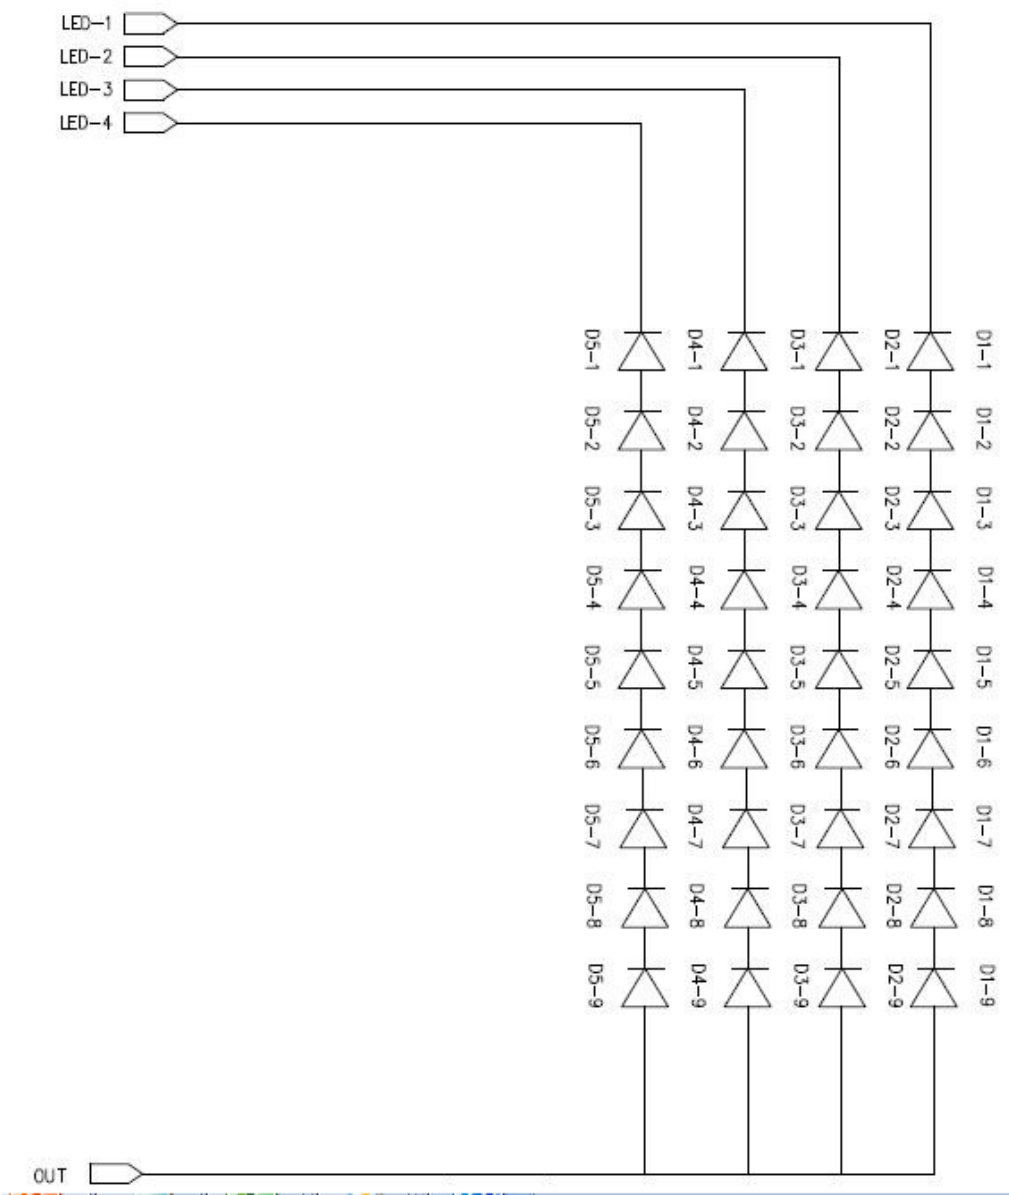 LED-1
LED-2
LED-3
LED-4
D5-1 D4-1 D3-1 D2-1 D1-1
D5-2 D4-2 D3-2 D2-2 D1-2
D5-3 D4-3 D3-3 D2-3 D1-3
D5-4 D4-4 D3-4 D2-4 D1-4
D5-5 D4-5 D3-5 D2-5 D1-5
D5-6 D4-6 D3-6 D2-6 D1-6
D5-7 D4-7 D3-7 D2-7 D1-7
D5-8 D4-8 D3-8 D2-8 D1-8
D5-9 D4-9 D3-9 D2-9 D1-9
OUT